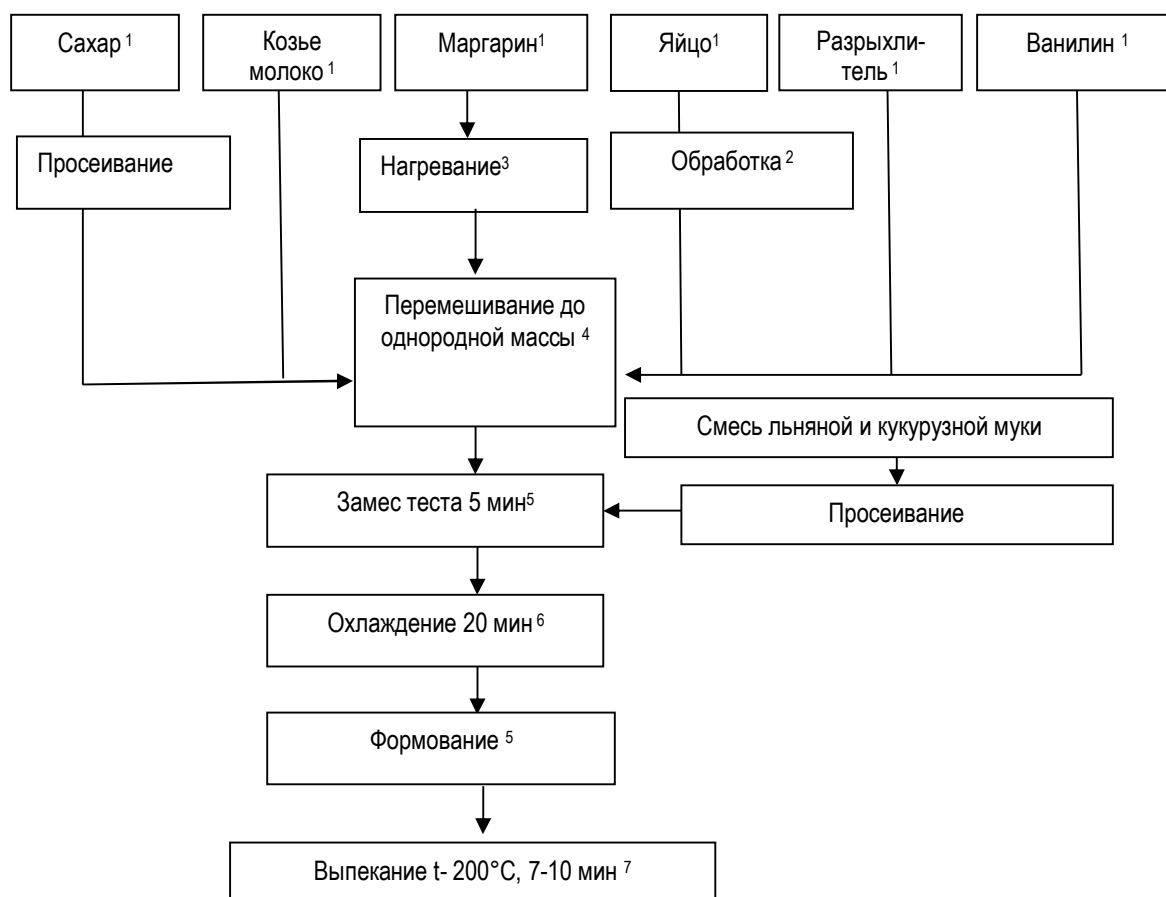 Сахар ¹
Козье
молоко ¹
Маргарин¹
Яйцо¹
Разрыхли-
тель ¹
Ванилин ¹
Просеивание
Нагревание³
Обработка ²
Перемешивание до
однородной массы ⁴
Смесь льняной и кукурузной муки
Замес теста 5 мин⁵
Просеивание
Охлаждение 20 мин ⁶
Формование ⁵
Выпекание t- 200°С, 7-10 мин ⁷